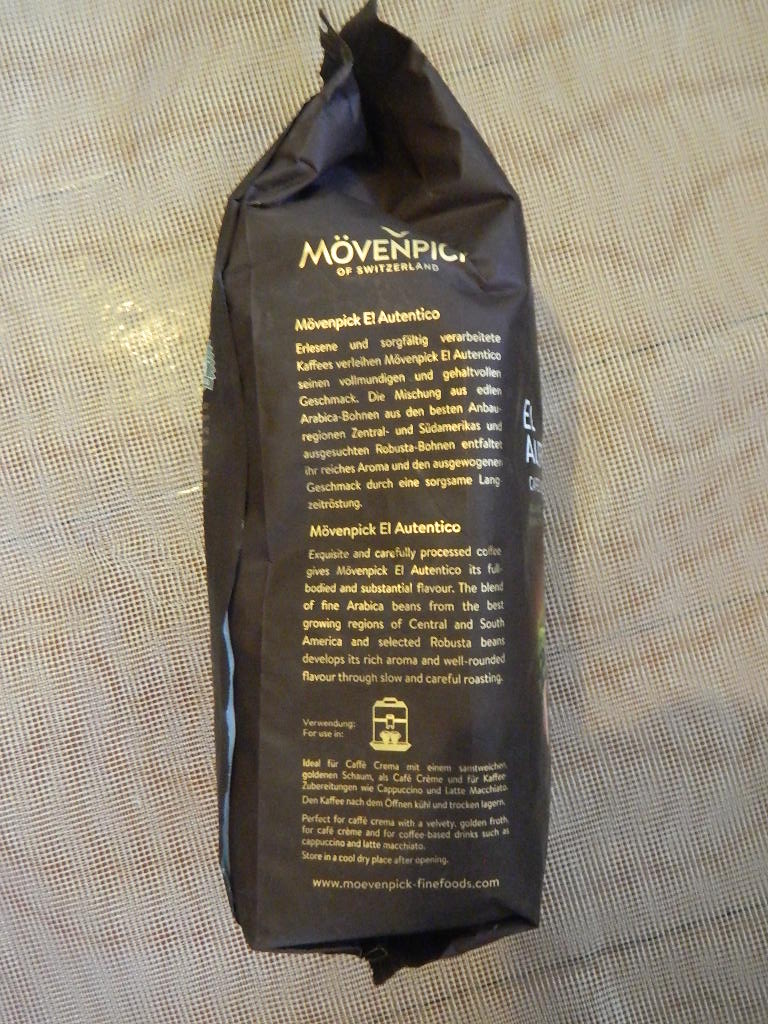 MÖVENPICK
OF SWITZERLAND
Mövenpick El Autentico
Erlesene und sorgfältig verarbeitete
Kaffees verleihen Mövenpick El Autentico
seinen vollmundigen und gehaltvollen
Geschmack. Die Mischung aus edlen
Arabica-Bohnen aus den besten Anbau-
regionen Zentral- und Südamerikas und
ausgesuchten Robusta-Bohnen entfaltet
ihr reiches Aroma und den ausgewogenen
Geschmack durch eine sorgsame Lang-
zeitröstung.
Mövenpick El Autentico
Exquisite and carefully processed coffee
gives Mövenpick El Autentico its full-
bodied and substantial flavour. The blend
of fine Arabica beans from the best
growing regions of Central and South
America and selected Robusta beans
develops its rich aroma and well-rounded
flavour through slow and careful roasting.
Verwendung:
For use in:
Ideal für Caffè Crema mit einem samtweichen,
goldenen Schaum, als Café Crème und für Kaffee
Zubereitungen wie Cappuccino und Latte Macchiato.
Den Kaffee nach dem Öffnen kühl und trocken lagern.
Perfect for caffè crema with a velvety, golden froth,
for café crème and for coffee-based drinks such as
cappuccino and latte macchiato.
Store in a cool dry place after opening.
www.moevenpick-finefoods.com
EL